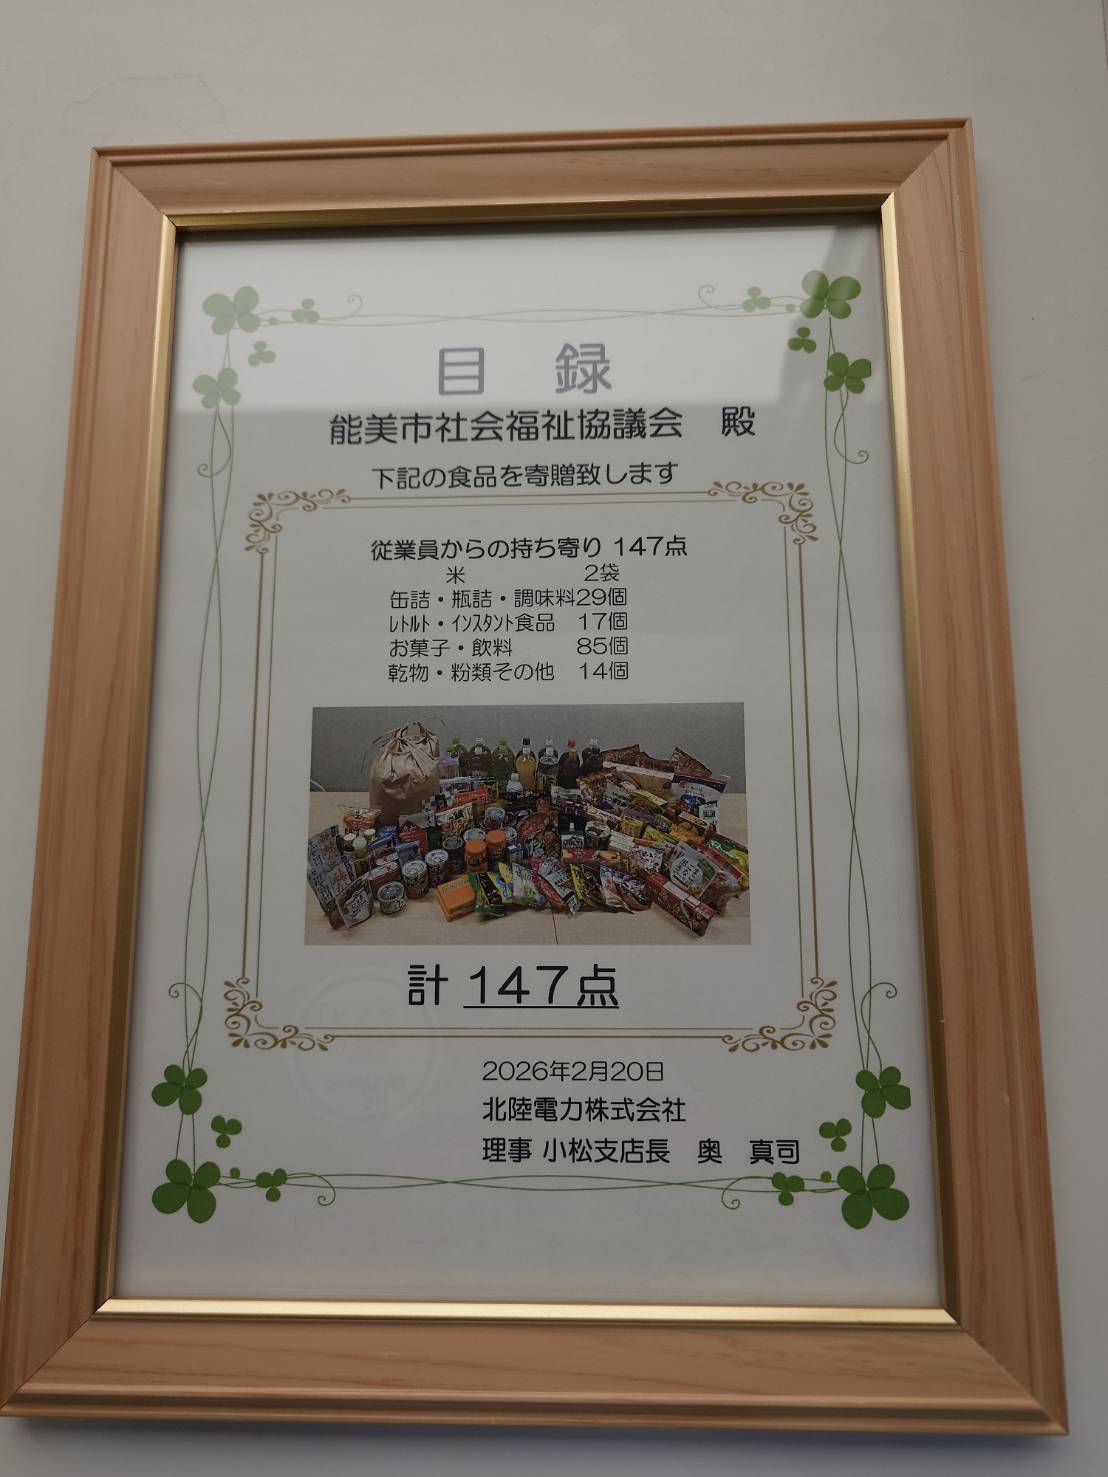 目　録
能美市社会福祉協議会　殿
下記の食品を寄贈致します
従業員からの持ち寄り 147点
米　2袋
缶詰・瓶詰・調味料29個
ﾚﾄﾙﾄ・ｲﾝｽﾀﾝﾄ食品　17個
お菓子・飲料　85個
乾物・粉類その他　14個
計 147点
2026年2月20日
北陸電力株式会社
理事 小松支店長　奥　真司